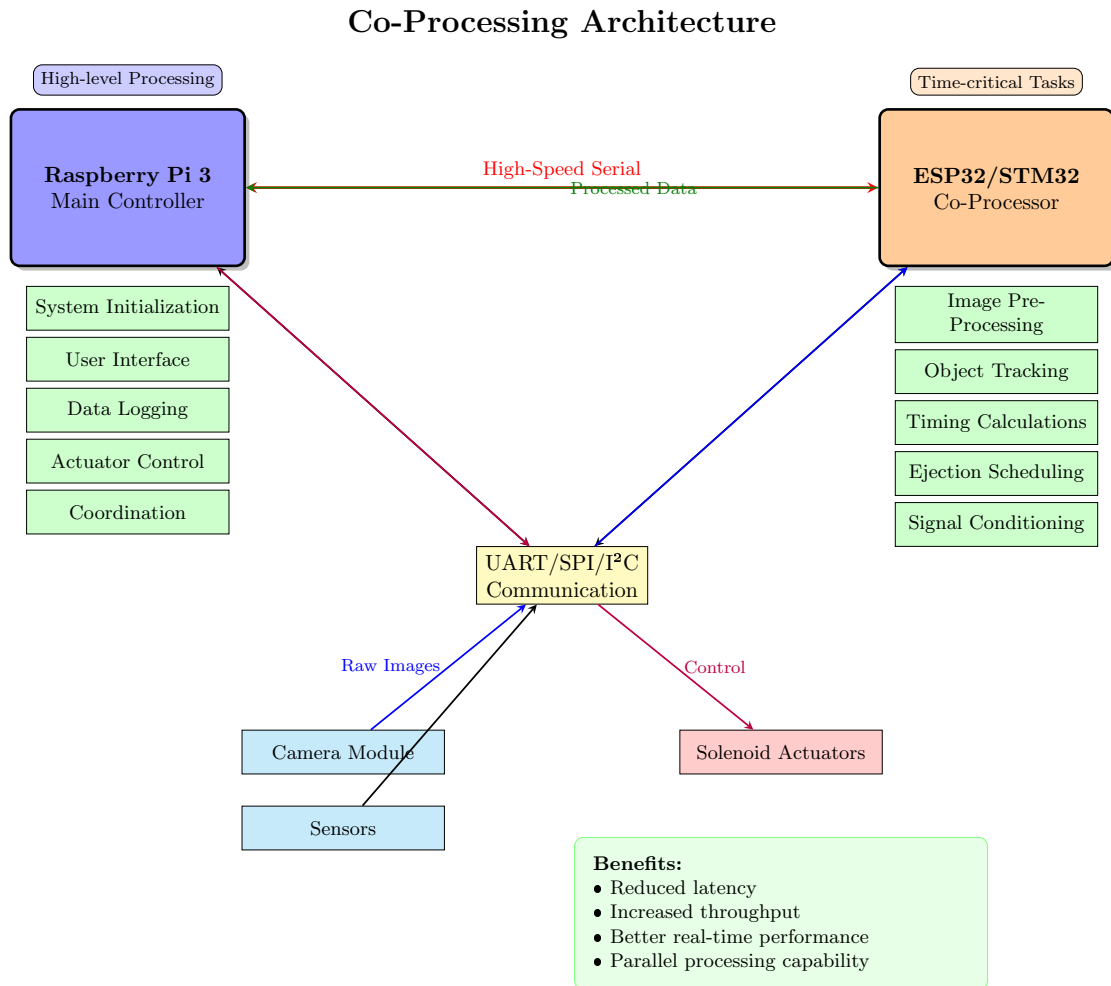 Co-Processing Architecture
High-level Processing
Time-critical Tasks
Raspberry Pi 3
Main Controller
High-Speed Serial
Processed Data
ESP32/STM32
Co-Processor
System Initialization
User Interface
Data Logging
Actuator Control
Coordination
Image Pre-
Processing
Object Tracking
Timing Calculations
Ejection Scheduling
Signal Conditioning
UART/SPI/I²C
Communication
Raw Images
Control
Camera Module
Solenoid Actuators
Sensors
Benefits:
• Reduced latency
• Increased throughput
• Better real-time performance
• Parallel processing capability